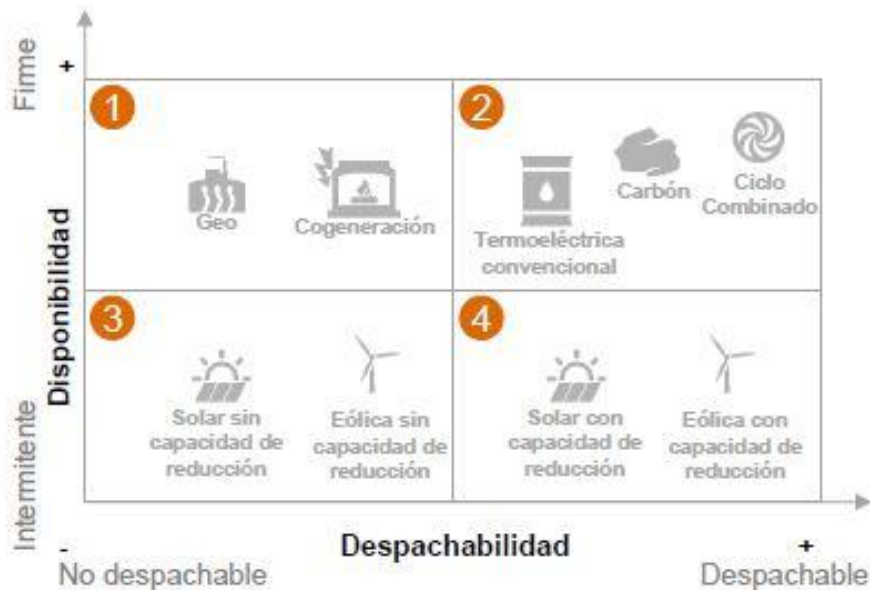 Firme
+
Disponibilidad
Intermitente
1
Geo
Cogeneración
2
Termoeléctrica
convencional
Carbón
Ciclo
Combinado
3
Solar sin
capacidad de
reducción
Eólica sin
capacidad de
reducción
4
Solar con
capacidad de
reducción
Eólica con
capacidad de
reducción
-
Despachabilidad
+
No despachable
Despachable